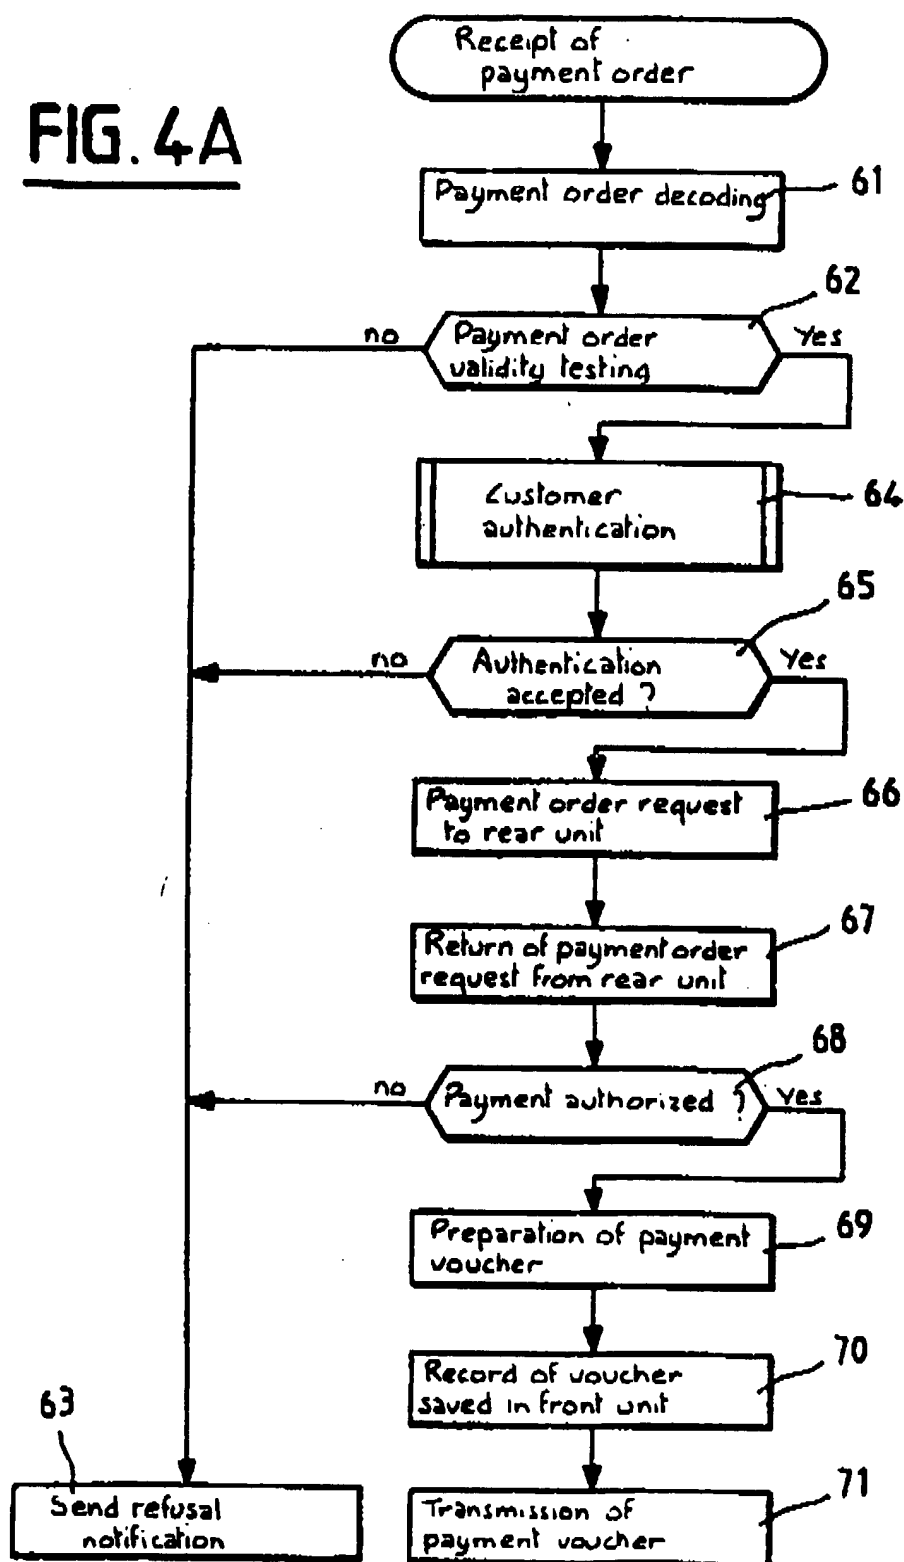 Receipt of
payment order
FIG. 4A
Payment order decoding
61
62
no
Payment order
validity testing
Yes
Customer
authentication
64
65
no
Authentication
accepted ?
Yes
Payment order request
to rear unit
66
67
Return of payment order
request from rear unit
68
no
Payment authorized ?
Yes
Preparation of payment
voucher
69
70
Record of voucher
saved in front unit
63
71
Send refusal
notification
Transmission of
payment voucher